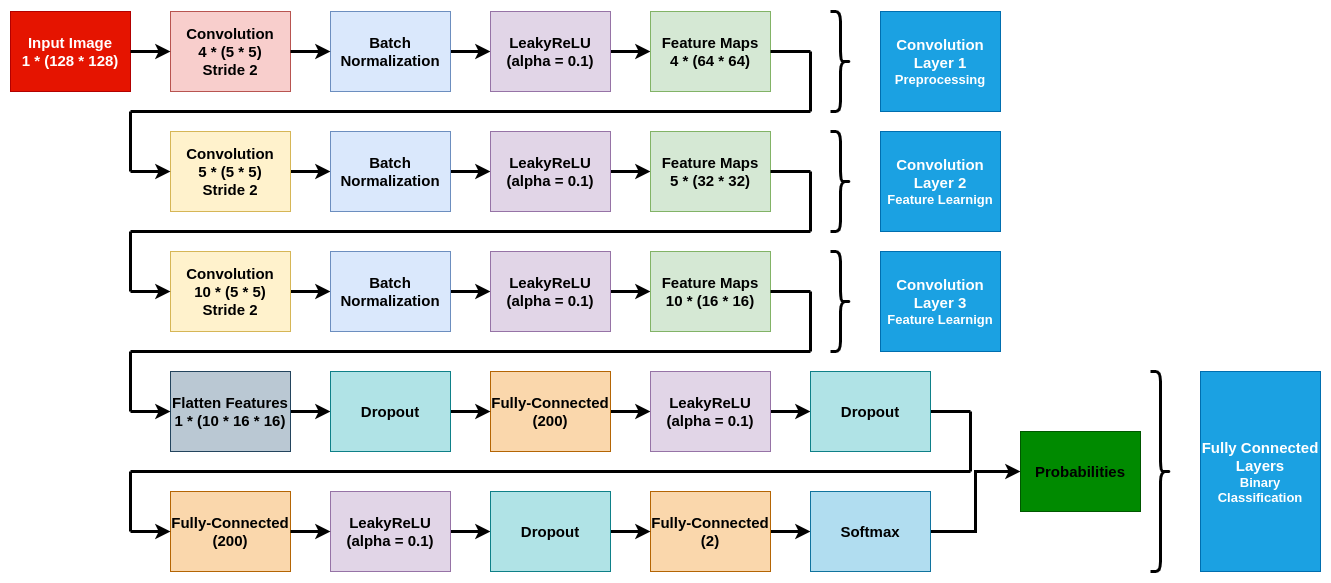 Input Image
1 * (128 * 128)
Convolution
4 * (5 * 5)
Stride 2
Batch
Normalization
LeakyReLU
(alpha = 0.1)
Feature Maps
4 * (64 * 64)
Convolution
Layer 1
Preprocessing
Convolution
5 * (5 * 5)
Stride 2
Batch
Normalization
LeakyReLU
(alpha = 0.1)
Feature Maps
5 * (32 * 32)
Convolution
Layer 2
Feature Learnign
Convolution
10 * (5 * 5)
Stride 2
Batch
Normalization
LeakyReLU
(alpha = 0.1)
Feature Maps
10 * (16 * 16)
Convolution
Layer 3
Feature Learnign
Flatten Features
1 * (10 * 16 * 16)
Dropout
Fully-Connected
(200)
LeakyReLU
(alpha = 0.1)
Dropout
Fully-Connected
(200)
LeakyReLU
(alpha = 0.1)
Dropout
Fully-Connected
(2)
Softmax
Probabilities
Fully Connected
Layers
Binary
Classification